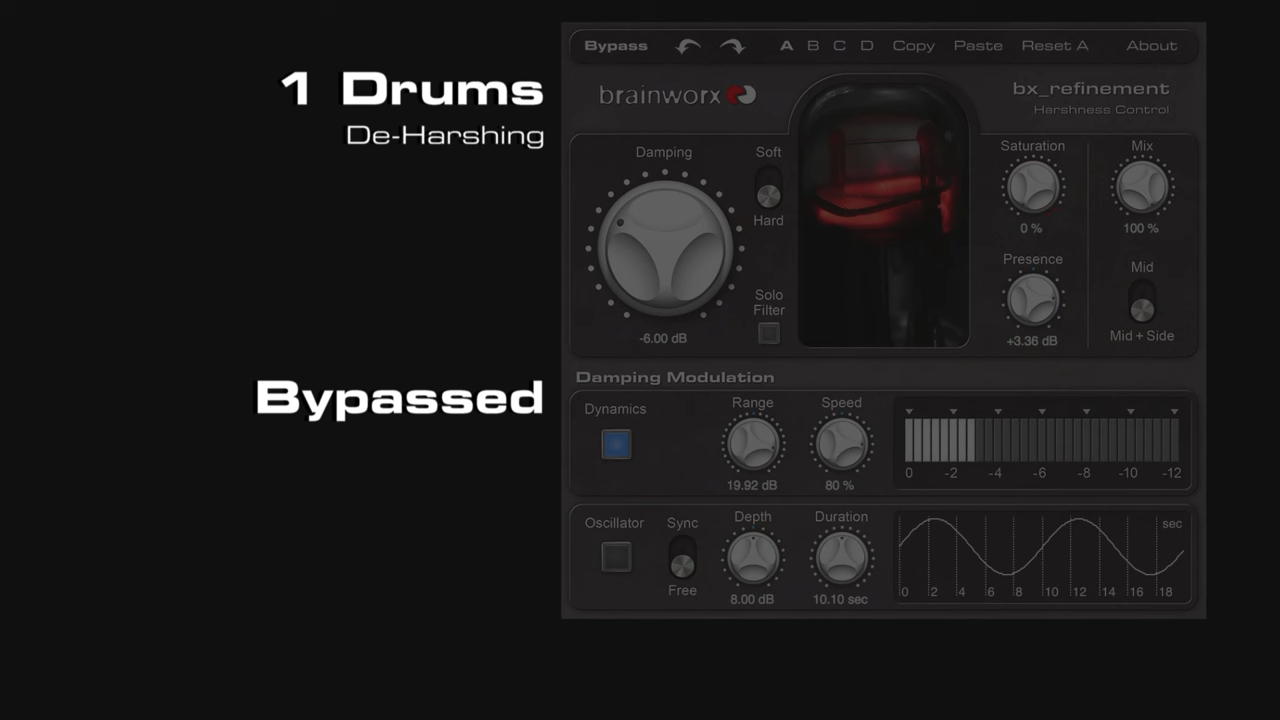 1 Drums
De-Harshing
Bypassed
Bypass A B C D Copy Paste Reset A About
brainworx
bx_refinement
Harshness Control
Damping
-6.00 dB
Soft
Hard
Solo
Filter
Saturation
0 %
Presence
+3.36 dB
Mix
100 %
Mid
Mid + Side
Damping Modulation
Dynamics
Range
19.92 dB
Speed
80 %
0 -2 -4 -6 -8 -10 -12
Oscillator
Sync
Free
Depth
8.00 dB
Duration
10.10 sec
sec
0 2 4 6 8 10 12 14 16 18